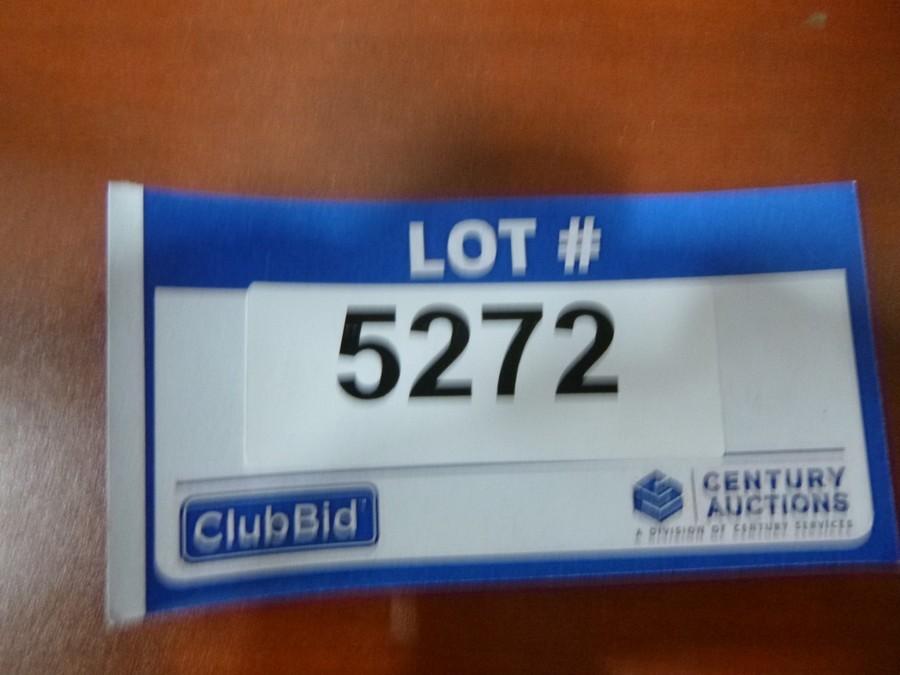 LOT #
5272
ClubBid
CENTURY
AUCTIONS
A DIVISION OF CENTURY SERVICES